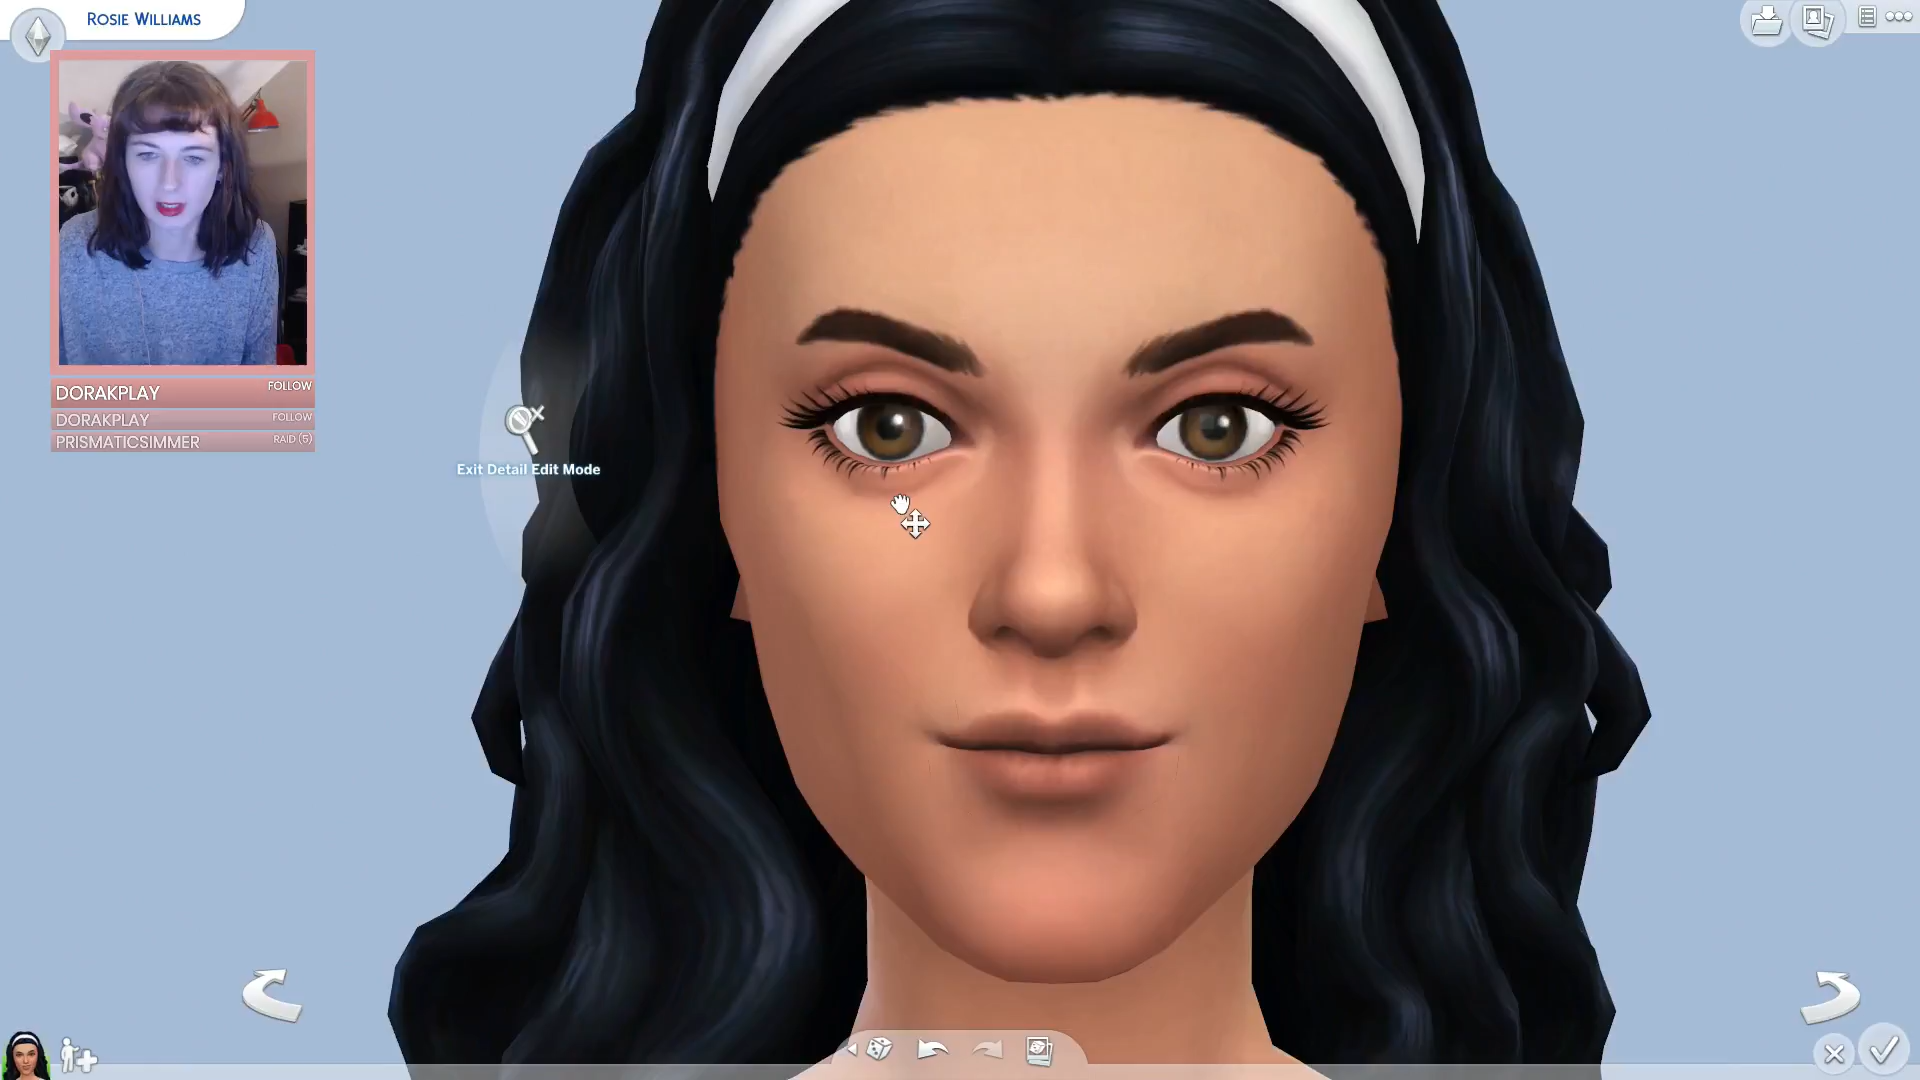 ROSIE WILLIAMS
DORAKPLAY FOLLOW
DORAKPLAY FOLLOW
PRISMATICSIMMER RAID (5)
Exit Detail Edit Mode